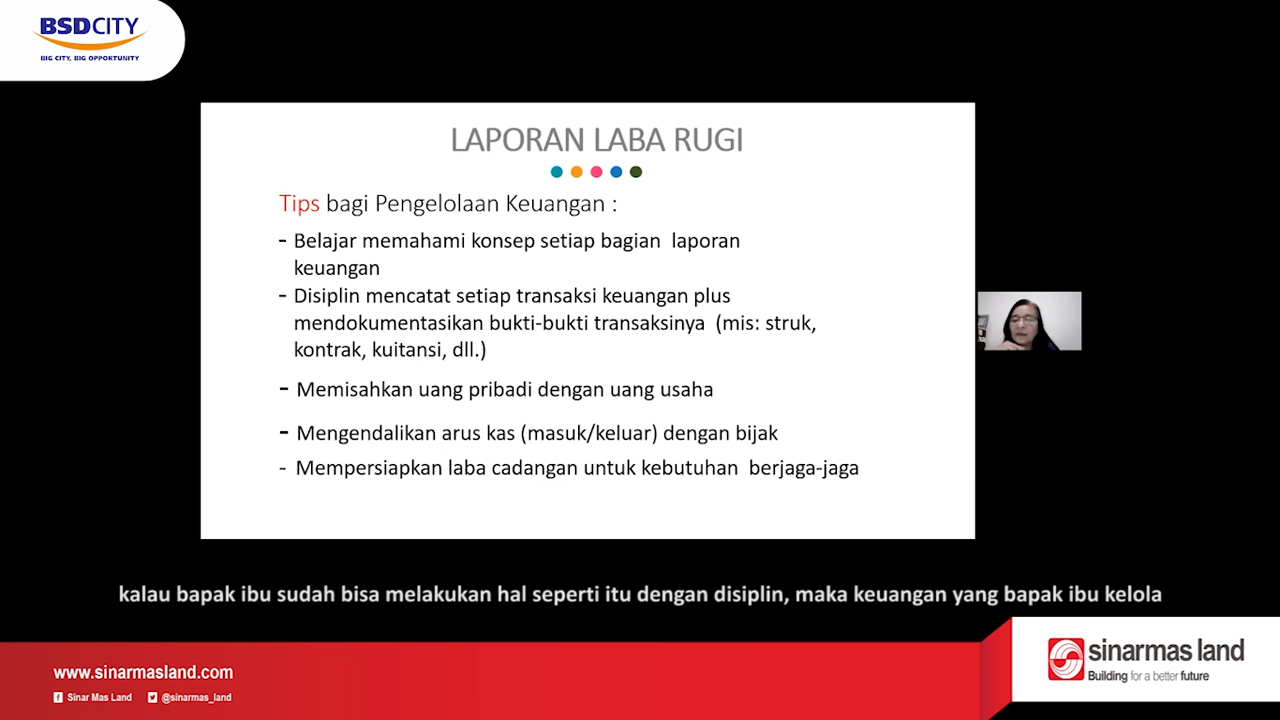 BSDCITY
BIG CITY, BIG OPPORTUNITY
LAPORAN LABA RUGI
Tips bagi Pengelolaan Keuangan :
- Belajar memahami konsep setiap bagian laporan
keuangan
- Disiplin mencatat setiap transaksi keuangan plus
mendokumentasikan bukti-bukti transaksinya (mis: struk,
kontrak, kuitansi, dll.)
- Memisahkan uang pribadi dengan uang usaha
- Mengendalikan arus kas (masuk/keluar) dengan bijak
- Mempersiapkan laba cadangan untuk kebutuhan berjaga-jaga
kalau bapak ibu sudah bisa melakukan hal seperti itu dengan disiplin, maka keuangan yang bapak ibu kelola
www.sinarmasland.com
Sinar Mas Land @sinarmas_land
sinarmas land
Building for a better future